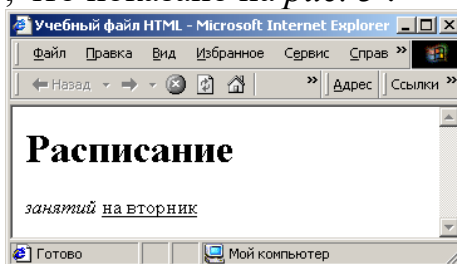 , что показано на рис. 3 .
Учебный файл HTML - Microsoft Internet Explorer
Файл Правка Вид Избранное Сервис Справ »
Назад » Адрес Ссылки »
Расписание
занятий на вторник
Готово Мой компьютер